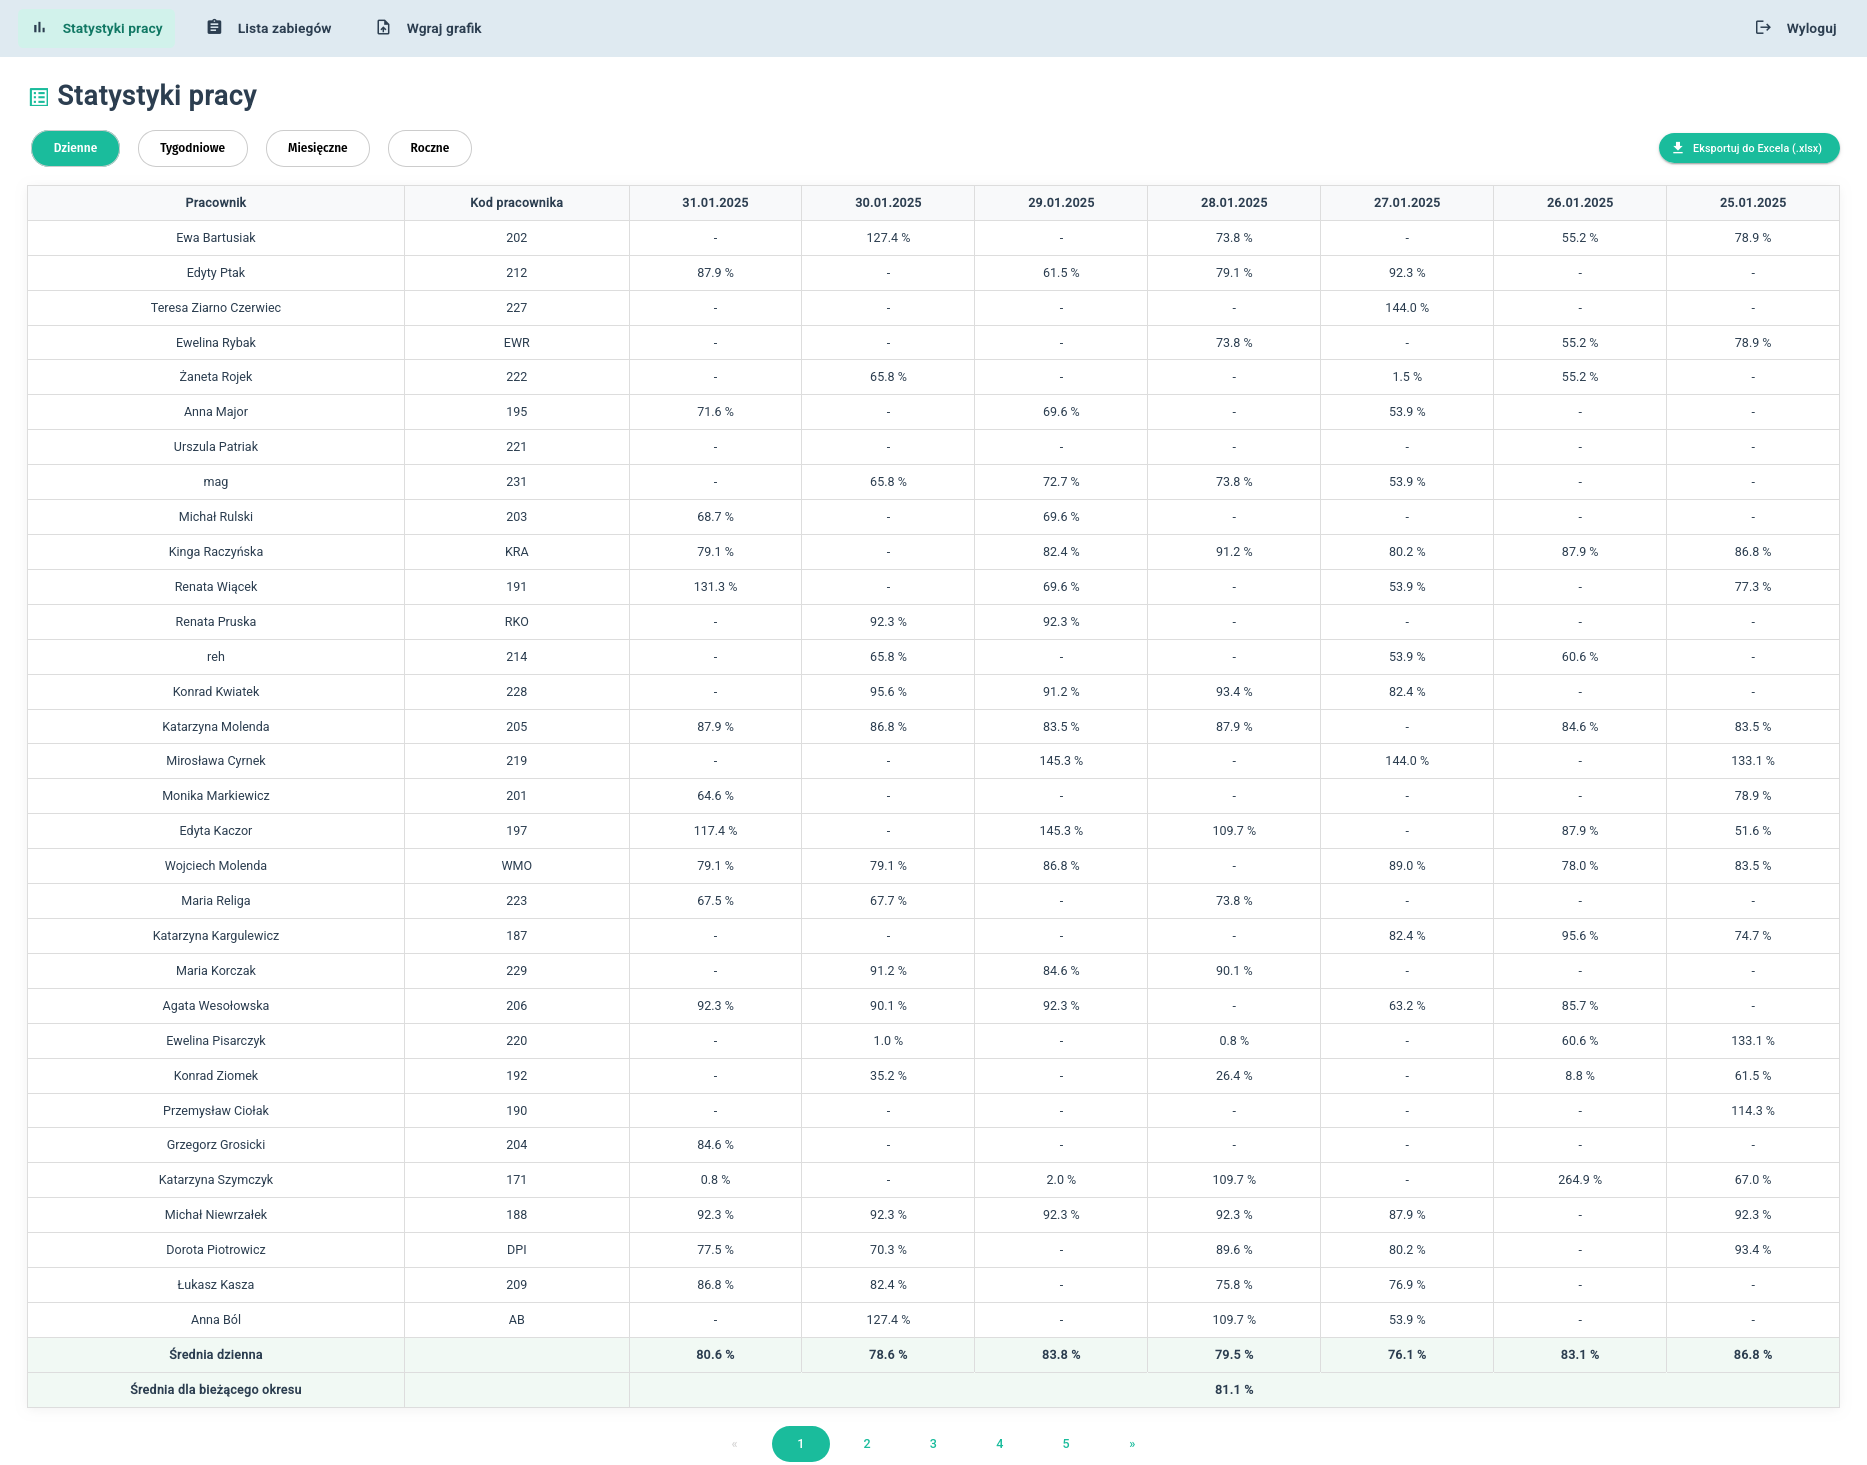 Statystyki pracy Lista zabiegów Wgraj grafik Wyloguj
Statystyki pracy
Dzienne Tygodniowe Miesięczne Roczne Eksportuj do Excela (.xlsx)
Pracownik Kod pracownika 31.01.2025 30.01.2025 29.01.2025 28.01.2025 27.01.2025 26.01.2025 25.01.2025
Ewa Bartusiak 202 - 127.4 % - 73.8 % - 55.2 % 78.9 %
Edyty Ptak 212 87.9 % - 61.5 % 79.1 % 92.3 % - -
Teresa Ziarno Czerwiec 227 - - - - 144.0 % - -
Ewelina Rybak EWR - - - 73.8 % - 55.2 % 78.9 %
Żaneta Rojek 222 - 65.8 % - - 1.5 % 55.2 % -
Anna Major 195 71.6 % - 69.6 % - 53.9 % - -
Urszula Patriak 221 - - - - - - -
mag 231 - 65.8 % 72.7 % 73.8 % 53.9 % - -
Michał Rulski 203 68.7 % - 69.6 % - - - -
Kinga Raczyńska KRA 79.1 % - 82.4 % 91.2 % 80.2 % 87.9 % 86.8 %
Renata Wiącek 191 131.3 % - 69.6 % - 53.9 % - 77.3 %
Renata Pruska RKO - 92.3 % 92.3 % - - - -
reh 214 - 65.8 % - - 53.9 % 60.6 % -
Konrad Kwiatek 228 - 95.6 % 91.2 % 93.4 % 82.4 % - -
Katarzyna Molenda 205 87.9 % 86.8 % 83.5 % 87.9 % - 84.6 % 83.5 %
Mirosława Cyrnek 219 - - 145.3 % - 144.0 % - 133.1 %
Monika Markiewicz 201 64.6 % - - - - - 78.9 %
Edyta Kaczor 197 117.4 % - 145.3 % 109.7 % - 87.9 % 51.6 %
Wojciech Molenda WMO 79.1 % 79.1 % 86.8 % - 89.0 % 78.0 % 83.5 %
Maria Religa 223 67.5 % 67.7 % - 73.8 % - - -
Katarzyna Kargulewicz 187 - - - - 82.4 % 95.6 % 74.7 %
Maria Korczak 229 - 91.2 % 84.6 % 90.1 % - - -
Agata Wesołowska 206 92.3 % 90.1 % 92.3 % - 63.2 % 85.7 % -
Ewelina Pisarczyk 220 - 1.0 % - 0.8 % - 60.6 % 133.1 %
Konrad Ziomek 192 - 35.2 % - 26.4 % - 8.8 % 61.5 %
Przemysław Ciołak 190 - - - - - - 114.3 %
Grzegorz Grosicki 204 84.6 % - - - - - -
Katarzyna Szymczyk 171 0.8 % - 2.0 % 109.7 % - 264.9 % 67.0 %
Michał Niewrzałek 188 92.3 % 92.3 % 92.3 % 92.3 % 87.9 % - 92.3 %
Dorota Piotrowicz DPI 77.5 % 70.3 % - 89.6 % 80.2 % - 93.4 %
Łukasz Kasza 209 86.8 % 82.4 % - 75.8 % 76.9 % - -
Anna Ból AB - 127.4 % - 109.7 % 53.9 % - -
Średnia dzienna 80.6 % 78.6 % 83.8 % 79.5 % 76.1 % 83.1 % 86.8 %
Średnia dla bieżącego okresu 81.1 %
« 1 2 3 4 5 »